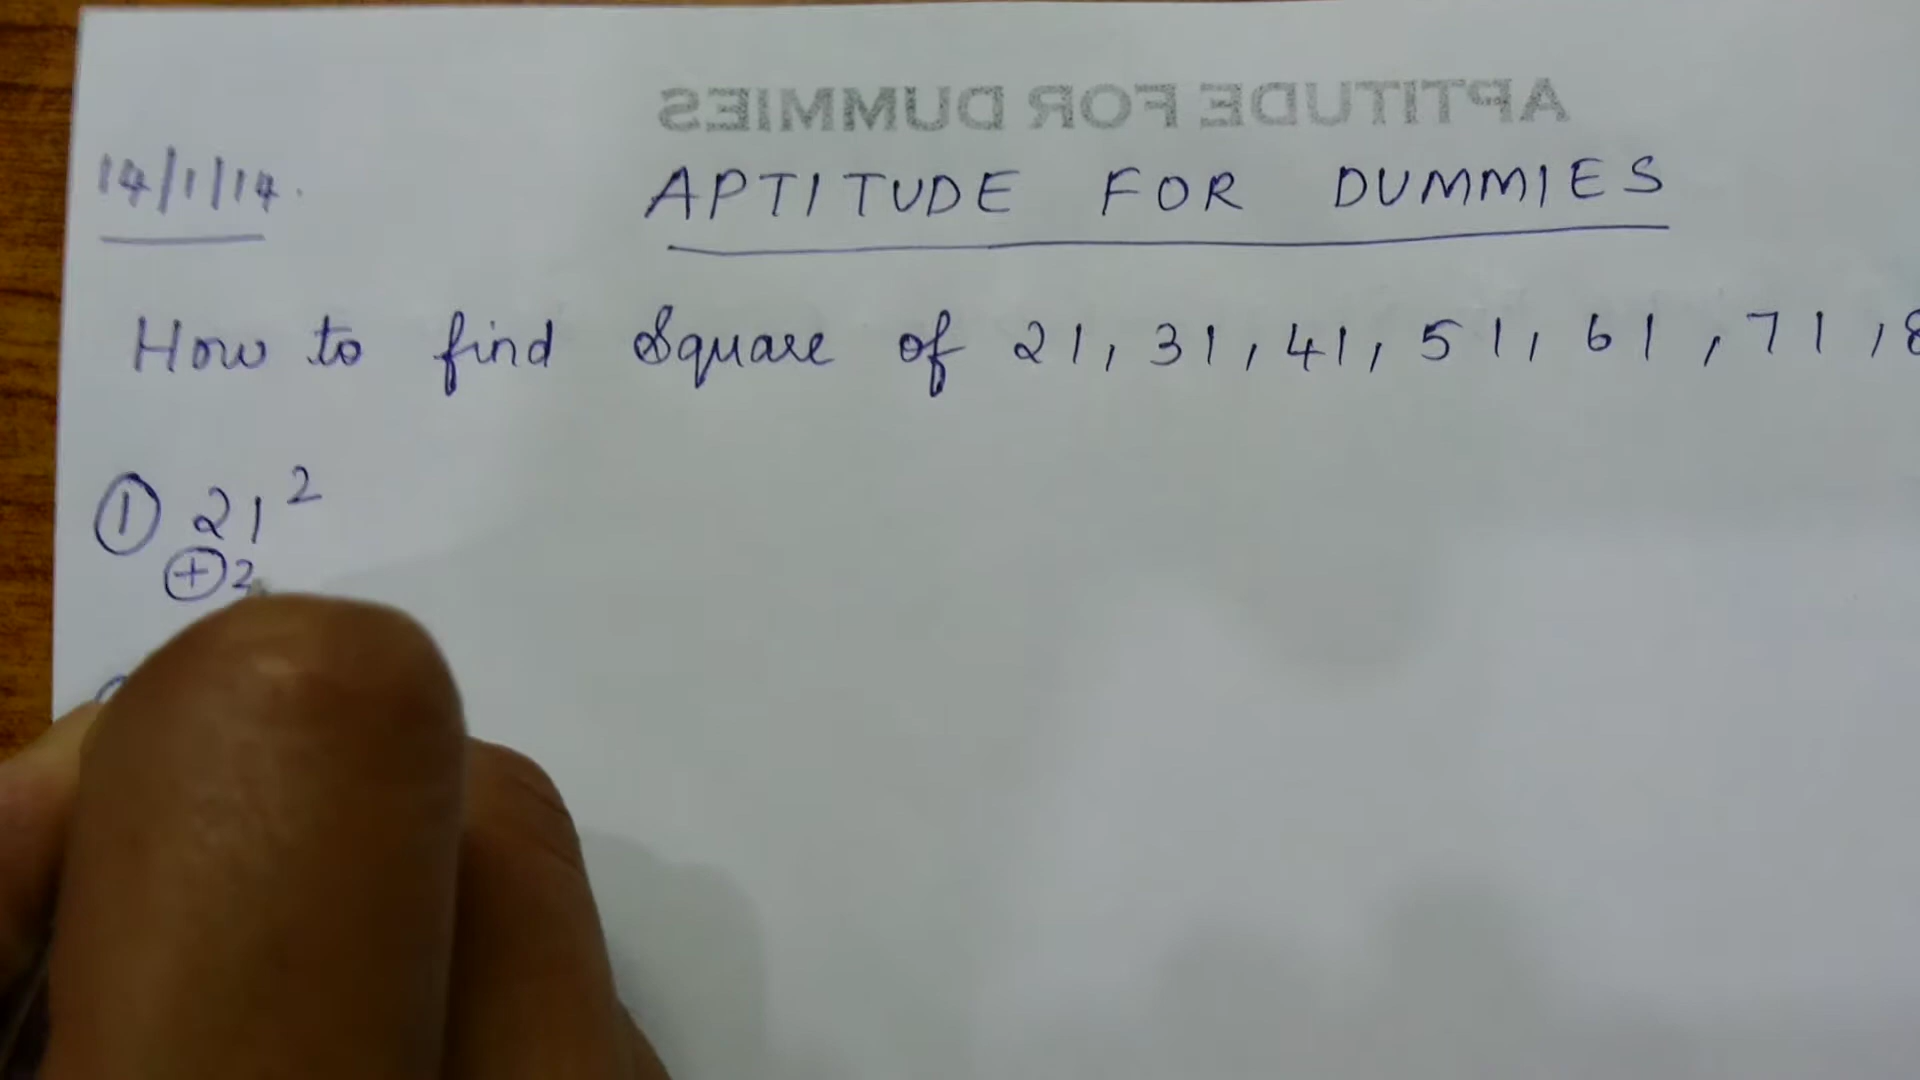 APTITUDE FOR DUMMIES
14/1/14.
APTITUDE FOR DUMMIES
How to find Square of 21, 31, 41, 51, 61, 71, 8
① 21²
⊕ 2